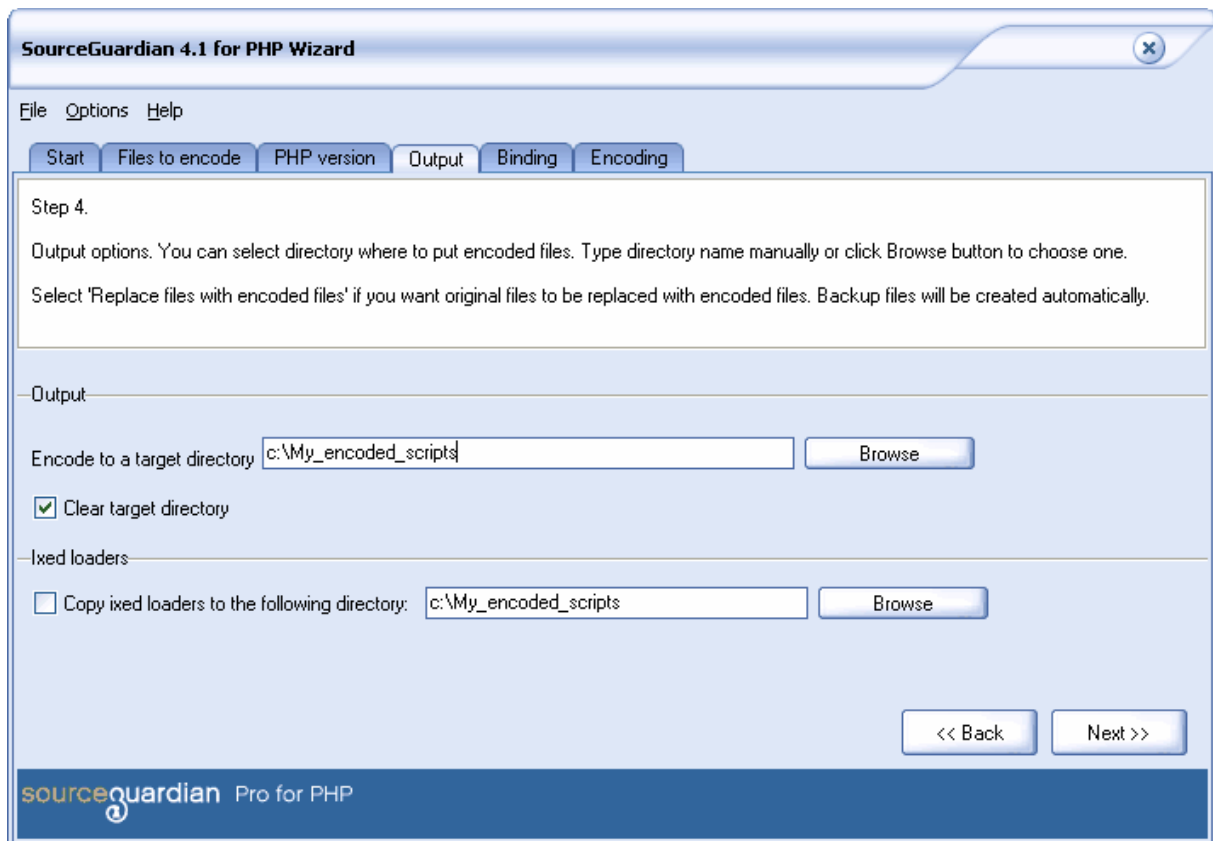 SourceGuardian 4.1 for PHP Wizard
File Options Help
Start Files to encode PHP version Output Binding Encoding
Step 4.
Output options. You can select directory where to put encoded files. Type directory name manually or click Browse button to choose one.
Select 'Replace files with encoded files' if you want original files to be replaced with encoded files. Backup files will be created automatically.
Output
Encode to a target directory c:\My_encoded_scripts Browse
Clear target directory
Ixed loaders
Copy ixed loaders to the following directory: c:\My_encoded_scripts Browse
<< Back Next >>
sourceguardian Pro for PHP